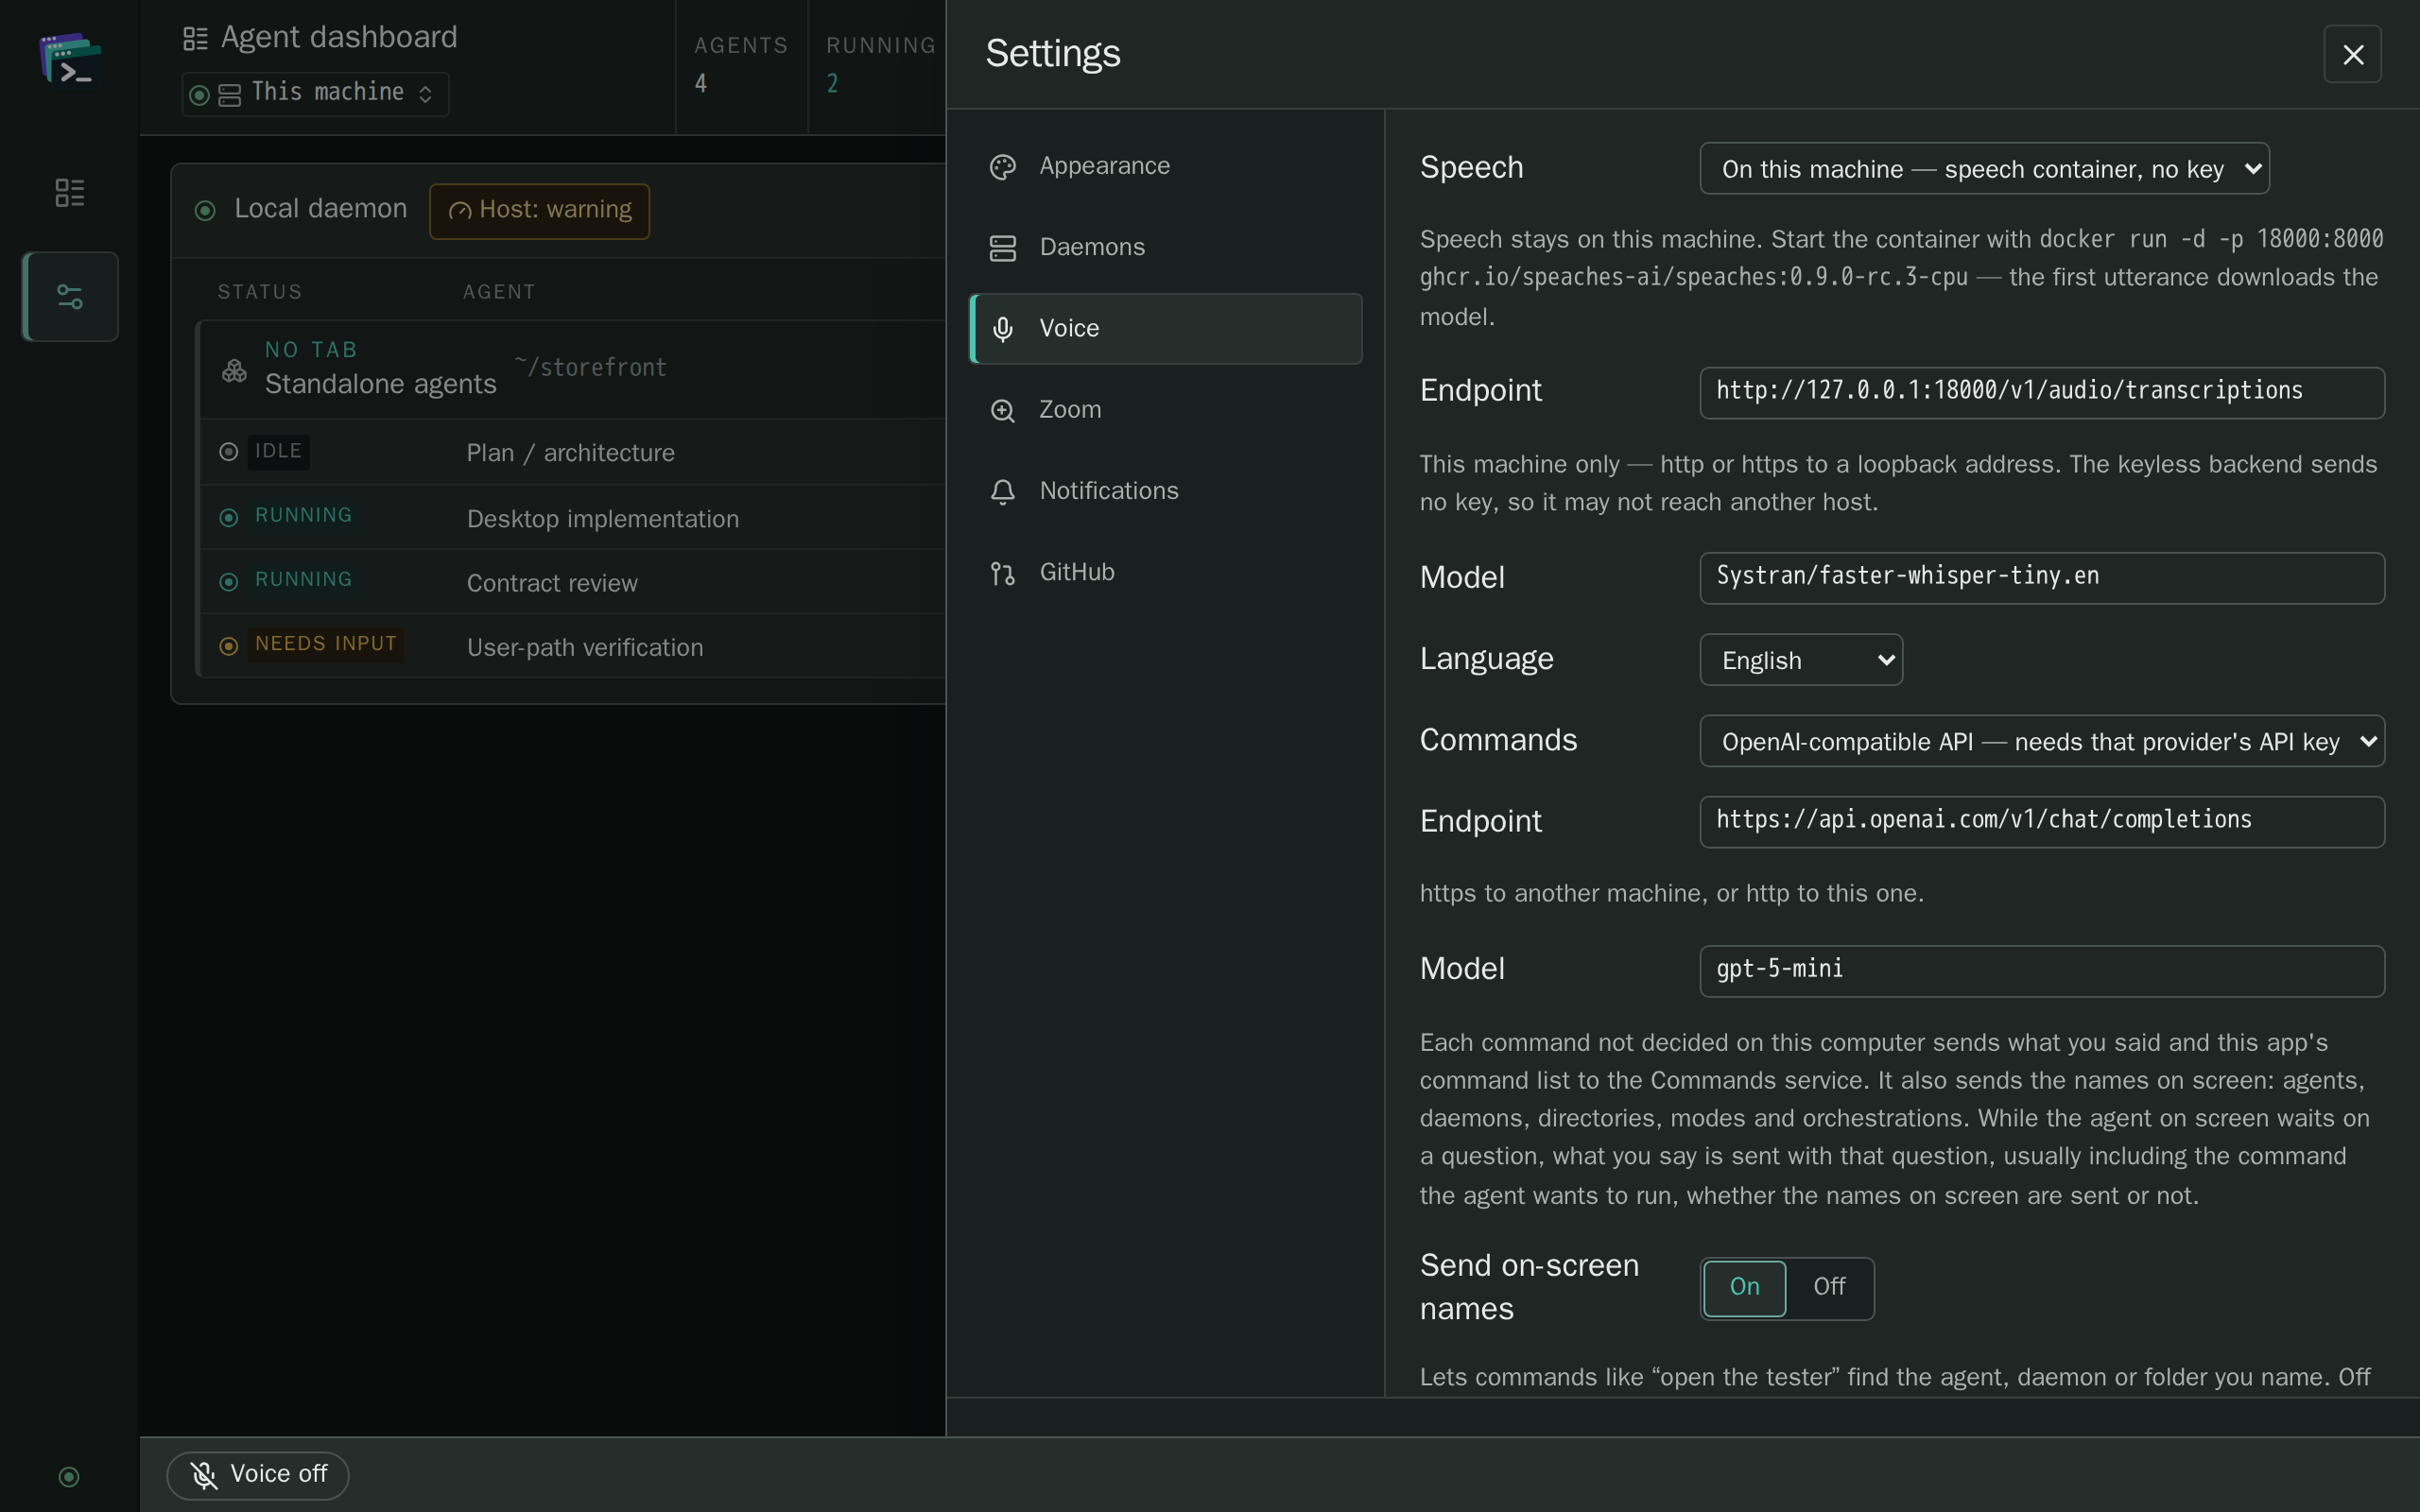 Agent dashboard
This machine
AGENTS
4
RUNNING
2
Local daemon
Host: warning
STATUS AGENT
NO TAB
Standalone agents
~/storefront
IDLE Plan / architecture
RUNNING Desktop implementation
RUNNING Contract review
NEEDS INPUT User-path verification
Voice off
Settings
Appearance
Daemons
Voice
Zoom
Notifications
GitHub
Speech On this machine — speech container, no key
Speech stays on this machine. Start the container with docker run -d -p 18000:8000
ghcr.io/speaches-ai/speaches:0.9.0-rc.3-cpu — the first utterance downloads the
model.
Endpoint http://127.0.0.1:18000/v1/audio/transcriptions
This machine only — http or https to a loopback address. The keyless backend sends
no key, so it may not reach another host.
Model Systran/faster-whisper-tiny.en
Language English
Commands OpenAI-compatible API — needs that provider's API key
Endpoint https://api.openai.com/v1/chat/completions
https to another machine, or http to this one.
Model gpt-5-mini
Each command not decided on this computer sends what you said and this app's
command list to the Commands service. It also sends the names on screen: agents,
daemons, directories, modes and orchestrations. While the agent on screen waits on
a question, what you say is sent with that question, usually including the command
the agent wants to run, whether the names on screen are sent or not.
Send on-screen
names
On Off
Lets commands like “open the tester” find the agent, daemon or folder you name. Off